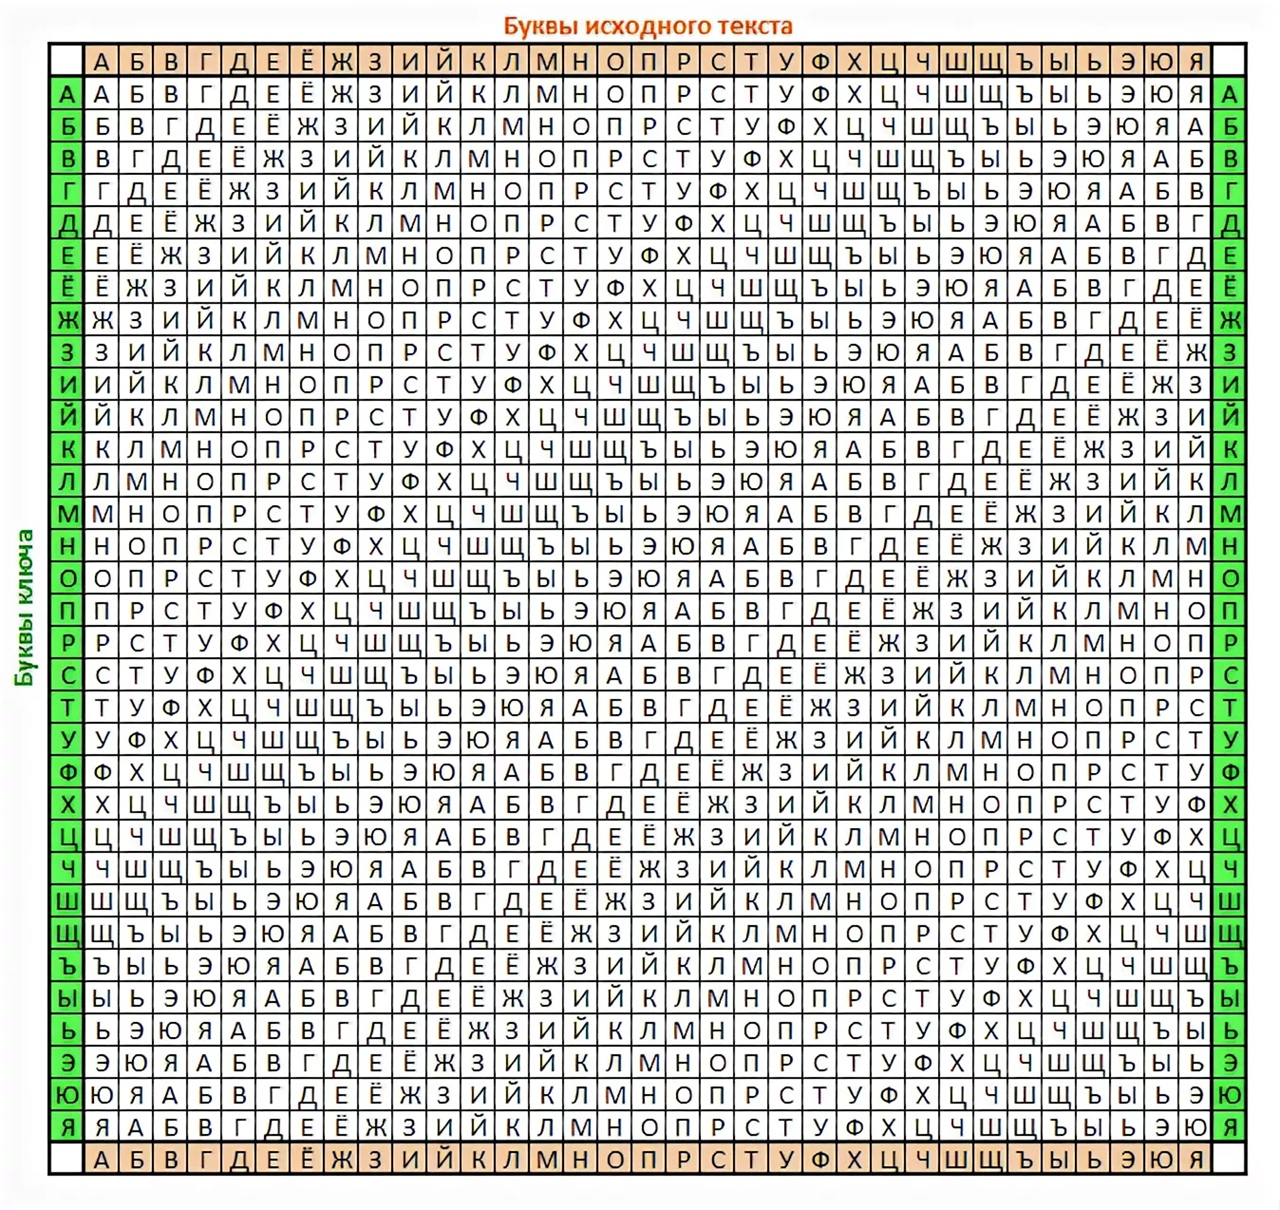 Буквы исходного текста
А Б В Г Д Е Ё Ж З И Й К Л М Н О П Р С Т У Ф Х Ц Ч Ш Щ Ъ Ы Ь Э Ю Я
А А Б В Г Д Е Ё Ж З И Й К Л М Н О П Р С Т У Ф Х Ц Ч Ш Щ Ъ Ы Ь Э Ю Я А
Б Б В Г Д Е Ё Ж З И Й К Л М Н О П Р С Т У Ф Х Ц Ч Ш Щ Ъ Ы Ь Э Ю Я А Б
В В Г Д Е Ё Ж З И Й К Л М Н О П Р С Т У Ф Х Ц Ч Ш Щ Ъ Ы Ь Э Ю Я А Б В
Г Г Д Е Ё Ж З И Й К Л М Н О П Р С Т У Ф Х Ц Ч Ш Щ Ъ Ы Ь Э Ю Я А Б В Г
Д Д Е Ё Ж З И Й К Л М Н О П Р С Т У Ф Х Ц Ч Ш Щ Ъ Ы Ь Э Ю Я А Б В Г Д
Е Е Ё Ж З И Й К Л М Н О П Р С Т У Ф Х Ц Ч Ш Щ Ъ Ы Ь Э Ю Я А Б В Г Д Е
Ё Ё Ж З И Й К Л М Н О П Р С Т У Ф Х Ц Ч Ш Щ Ъ Ы Ь Э Ю Я А Б В Г Д Е Ё
Ж Ж З И Й К Л М Н О П Р С Т У Ф Х Ц Ч Ш Щ Ъ Ы Ь Э Ю Я А Б В Г Д Е Ё Ж
З З И Й К Л М Н О П Р С Т У Ф Х Ц Ч Ш Щ Ъ Ы Ь Э Ю Я А Б В Г Д Е Ё Ж З
И И Й К Л М Н О П Р С Т У Ф Х Ц Ч Ш Щ Ъ Ы Ь Э Ю Я А Б В Г Д Е Ё Ж З И
Й Й К Л М Н О П Р С Т У Ф Х Ц Ч Ш Щ Ъ Ы Ь Э Ю Я А Б В Г Д Е Ё Ж З И Й
К К Л М Н О П Р С Т У Ф Х Ц Ч Ш Щ Ъ Ы Ь Э Ю Я А Б В Г Д Е Ё Ж З И Й К
Л Л М Н О П Р С Т У Ф Х Ц Ч Ш Щ Ъ Ы Ь Э Ю Я А Б В Г Д Е Ё Ж З И Й К Л
М М Н О П Р С Т У Ф Х Ц Ч Ш Щ Ъ Ы Ь Э Ю Я А Б В Г Д Е Ё Ж З И Й К Л М
Н Н О П Р С Т У Ф Х Ц Ч Ш Щ Ъ Ы Ь Э Ю Я А Б В Г Д Е Ё Ж З И Й К Л М Н
О О П Р С Т У Ф Х Ц Ч Ш Щ Ъ Ы Ь Э Ю Я А Б В Г Д Е Ё Ж З И Й К Л М Н О
П П Р С Т У Ф Х Ц Ч Ш Щ Ъ Ы Ь Э Ю Я А Б В Г Д Е Ё Ж З И Й К Л М Н О П
Р Р С Т У Ф Х Ц Ч Ш Щ Ъ Ы Ь Э Ю Я А Б В Г Д Е Ё Ж З И Й К Л М Н О П Р
С С Т У Ф Х Ц Ч Ш Щ Ъ Ы Ь Э Ю Я А Б В Г Д Е Ё Ж З И Й К Л М Н О П Р С
Т Т У Ф Х Ц Ч Ш Щ Ъ Ы Ь Э Ю Я А Б В Г Д Е Ё Ж З И Й К Л М Н О П Р С Т
У У Ф Х Ц Ч Ш Щ Ъ Ы Ь Э Ю Я А Б В Г Д Е Ё Ж З И Й К Л М Н О П Р С Т У
Ф Ф Х Ц Ч Ш Щ Ъ Ы Ь Э Ю Я А Б В Г Д Е Ё Ж З И Й К Л М Н О П Р С Т У Ф
Х Х Ц Ч Ш Щ Ъ Ы Ь Э Ю Я А Б В Г Д Е Ё Ж З И Й К Л М Н О П Р С Т У Ф Х
Ц Ц Ч Ш Щ Ъ Ы Ь Э Ю Я А Б В Г Д Е Ё Ж З И Й К Л М Н О П Р С Т У Ф Х Ц
Ч Ч Ш Щ Ъ Ы Ь Э Ю Я А Б В Г Д Е Ё Ж З И Й К Л М Н О П Р С Т У Ф Х Ц Ч
Ш Ш Щ Ъ Ы Ь Э Ю Я А Б В Г Д Е Ё Ж З И Й К Л М Н О П Р С Т У Ф Х Ц Ч Ш
Щ Щ Ъ Ы Ь Э Ю Я А Б В Г Д Е Ё Ж З И Й К Л М Н О П Р С Т У Ф Х Ц Ч Ш Щ
Ъ Ъ Ы Ь Э Ю Я А Б В Г Д Е Ё Ж З И Й К Л М Н О П Р С Т У Ф Х Ц Ч Ш Щ Ъ
Ы Ы Ь Э Ю Я А Б В Г Д Е Ё Ж З И Й К Л М Н О П Р С Т У Ф Х Ц Ч Ш Щ Ъ Ы
Ь Ь Э Ю Я А Б В Г Д Е Ё Ж З И Й К Л М Н О П Р С Т У Ф Х Ц Ч Ш Щ Ъ Ы Ь
Э Э Ю Я А Б В Г Д Е Ё Ж З И Й К Л М Н О П Р С Т У Ф Х Ц Ч Ш Щ Ъ Ы Ь Э
Ю Ю Я А Б В Г Д Е Ё Ж З И Й К Л М Н О П Р С Т У Ф Х Ц Ч Ш Щ Ъ Ы Ь Э Ю
Я Я А Б В Г Д Е Ё Ж З И Й К Л М Н О П Р С Т У Ф Х Ц Ч Ш Щ Ъ Ы Ь Э Ю Я
А Б В Г Д Е Ё Ж З И Й К Л М Н О П Р С Т У Ф Х Ц Ч Ш Щ Ъ Ы Ь Э Ю Я
Буквы ключа